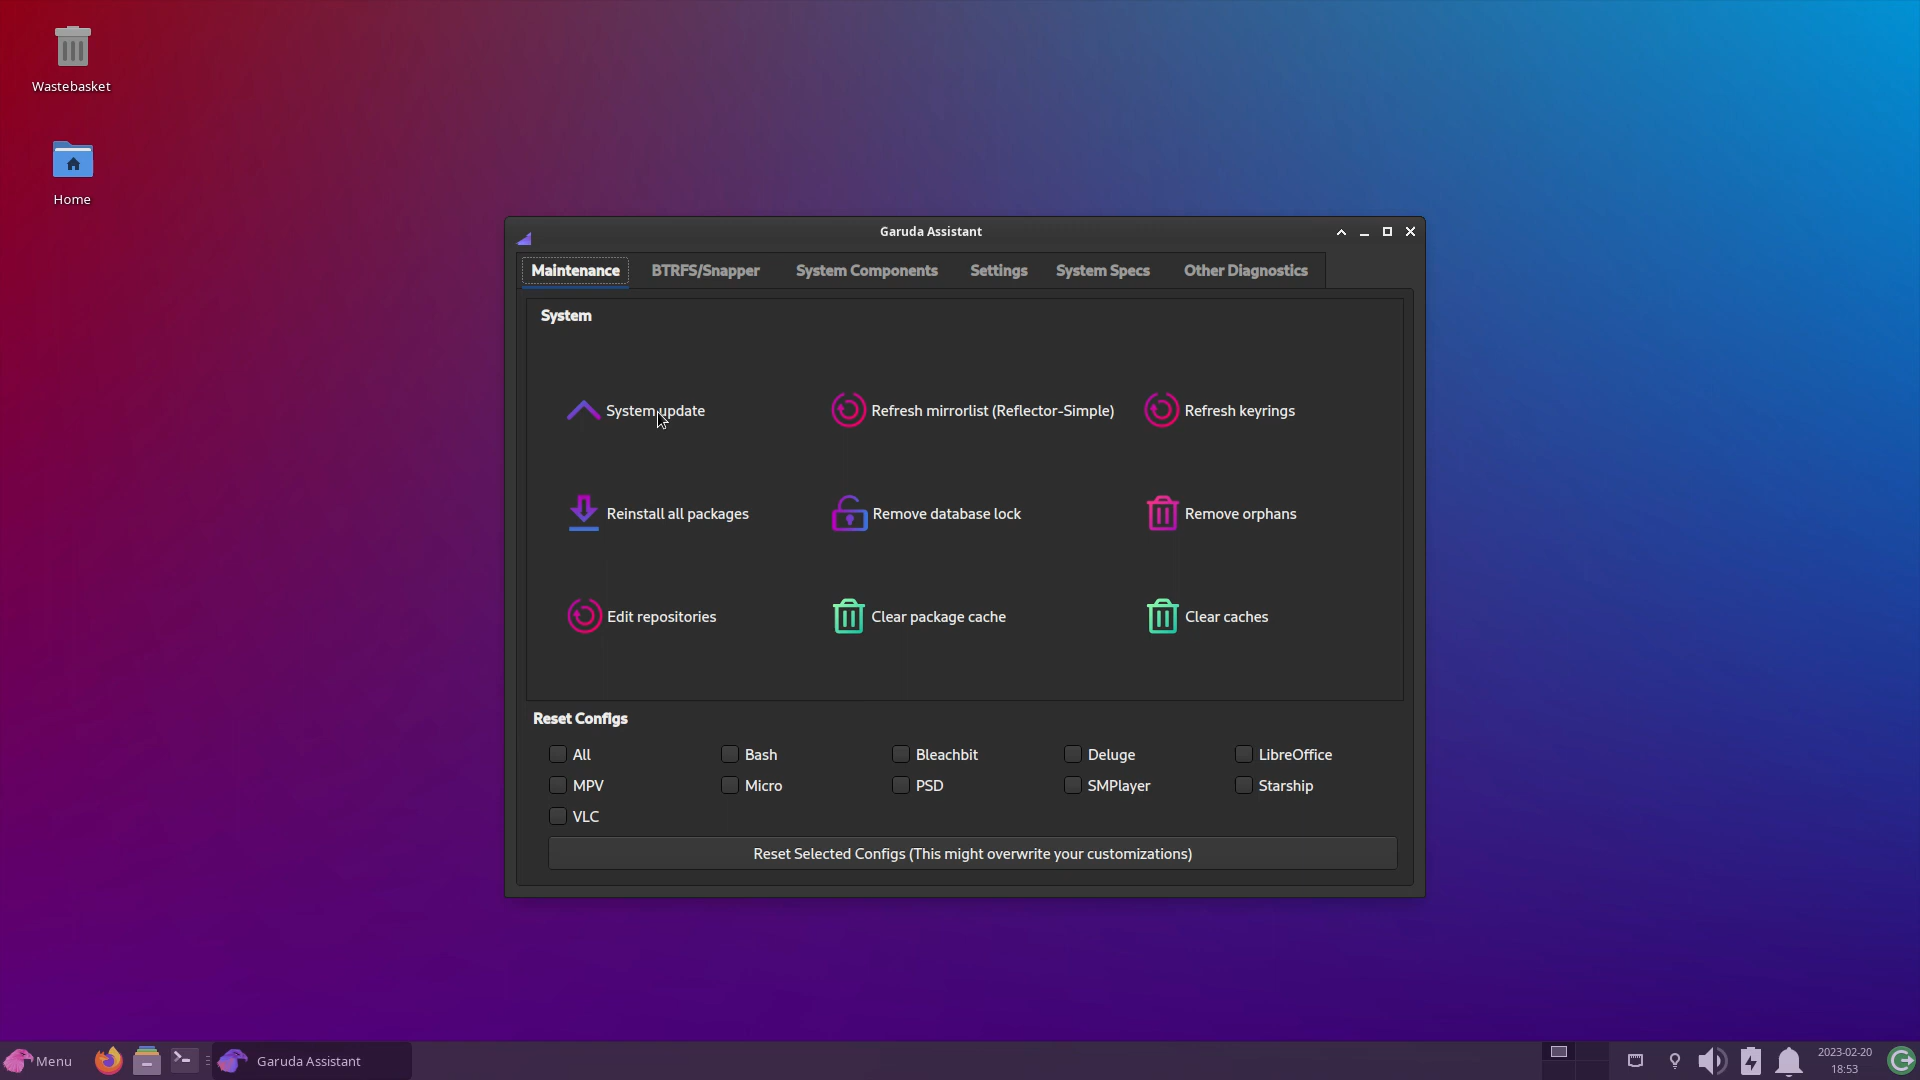 Wastebasket
Home
Garuda Assistant
Maintenance BTRFS/Snapper System Components Settings System Specs Other Diagnostics
System
System update Refresh mirrorlist (Reflector-Simple) Refresh keyrings
Reinstall all packages Remove database lock Remove orphans
Edit repositories Clear package cache Clear caches
Reset Configs
All Bash Bleachbit Deluge LibreOffice
MPV Micro PSD SMPlayer Starship
VLC
Reset Selected Configs (This might overwrite your customizations)
Menu Garuda Assistant 2023-02-20
18:53